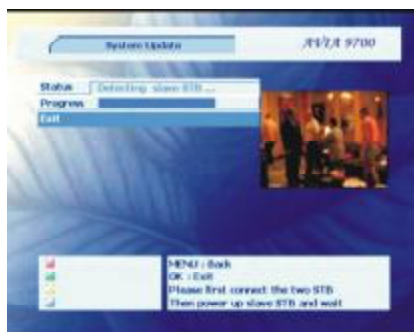 System Update
AVIA 9700
Status Detecting slave STB ...
Progress
Exit
MENU : Back
OK : Exit
Please first connect the two STB
Then power up slave STB and wait